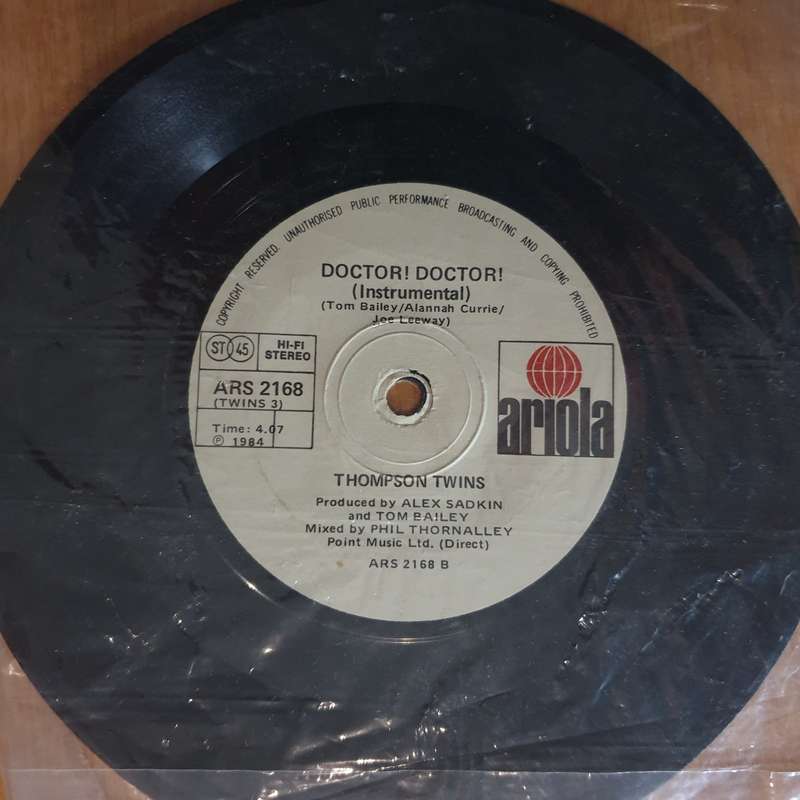 COPYRIGHT RESERVED. UNAUTHORISED PUBLIC PERFORMANCE BROADCASTING AND COPYING PROHIBITED
DOCTOR! DOCTOR!
(Instrumental)
(Tom Bailey/Alannah Currie/
Joe Leeway)
ST 45
HI-FI
STEREO
ARS 2168
(TWINS 3)
Time: 4.07
Ⓟ 1984
ariola
THOMPSON TWINS
Produced by ALEX SADKIN
and TOM BAILEY
Mixed by PHIL THORNALLEY
Point Music Ltd. (Direct)
ARS 2168 B